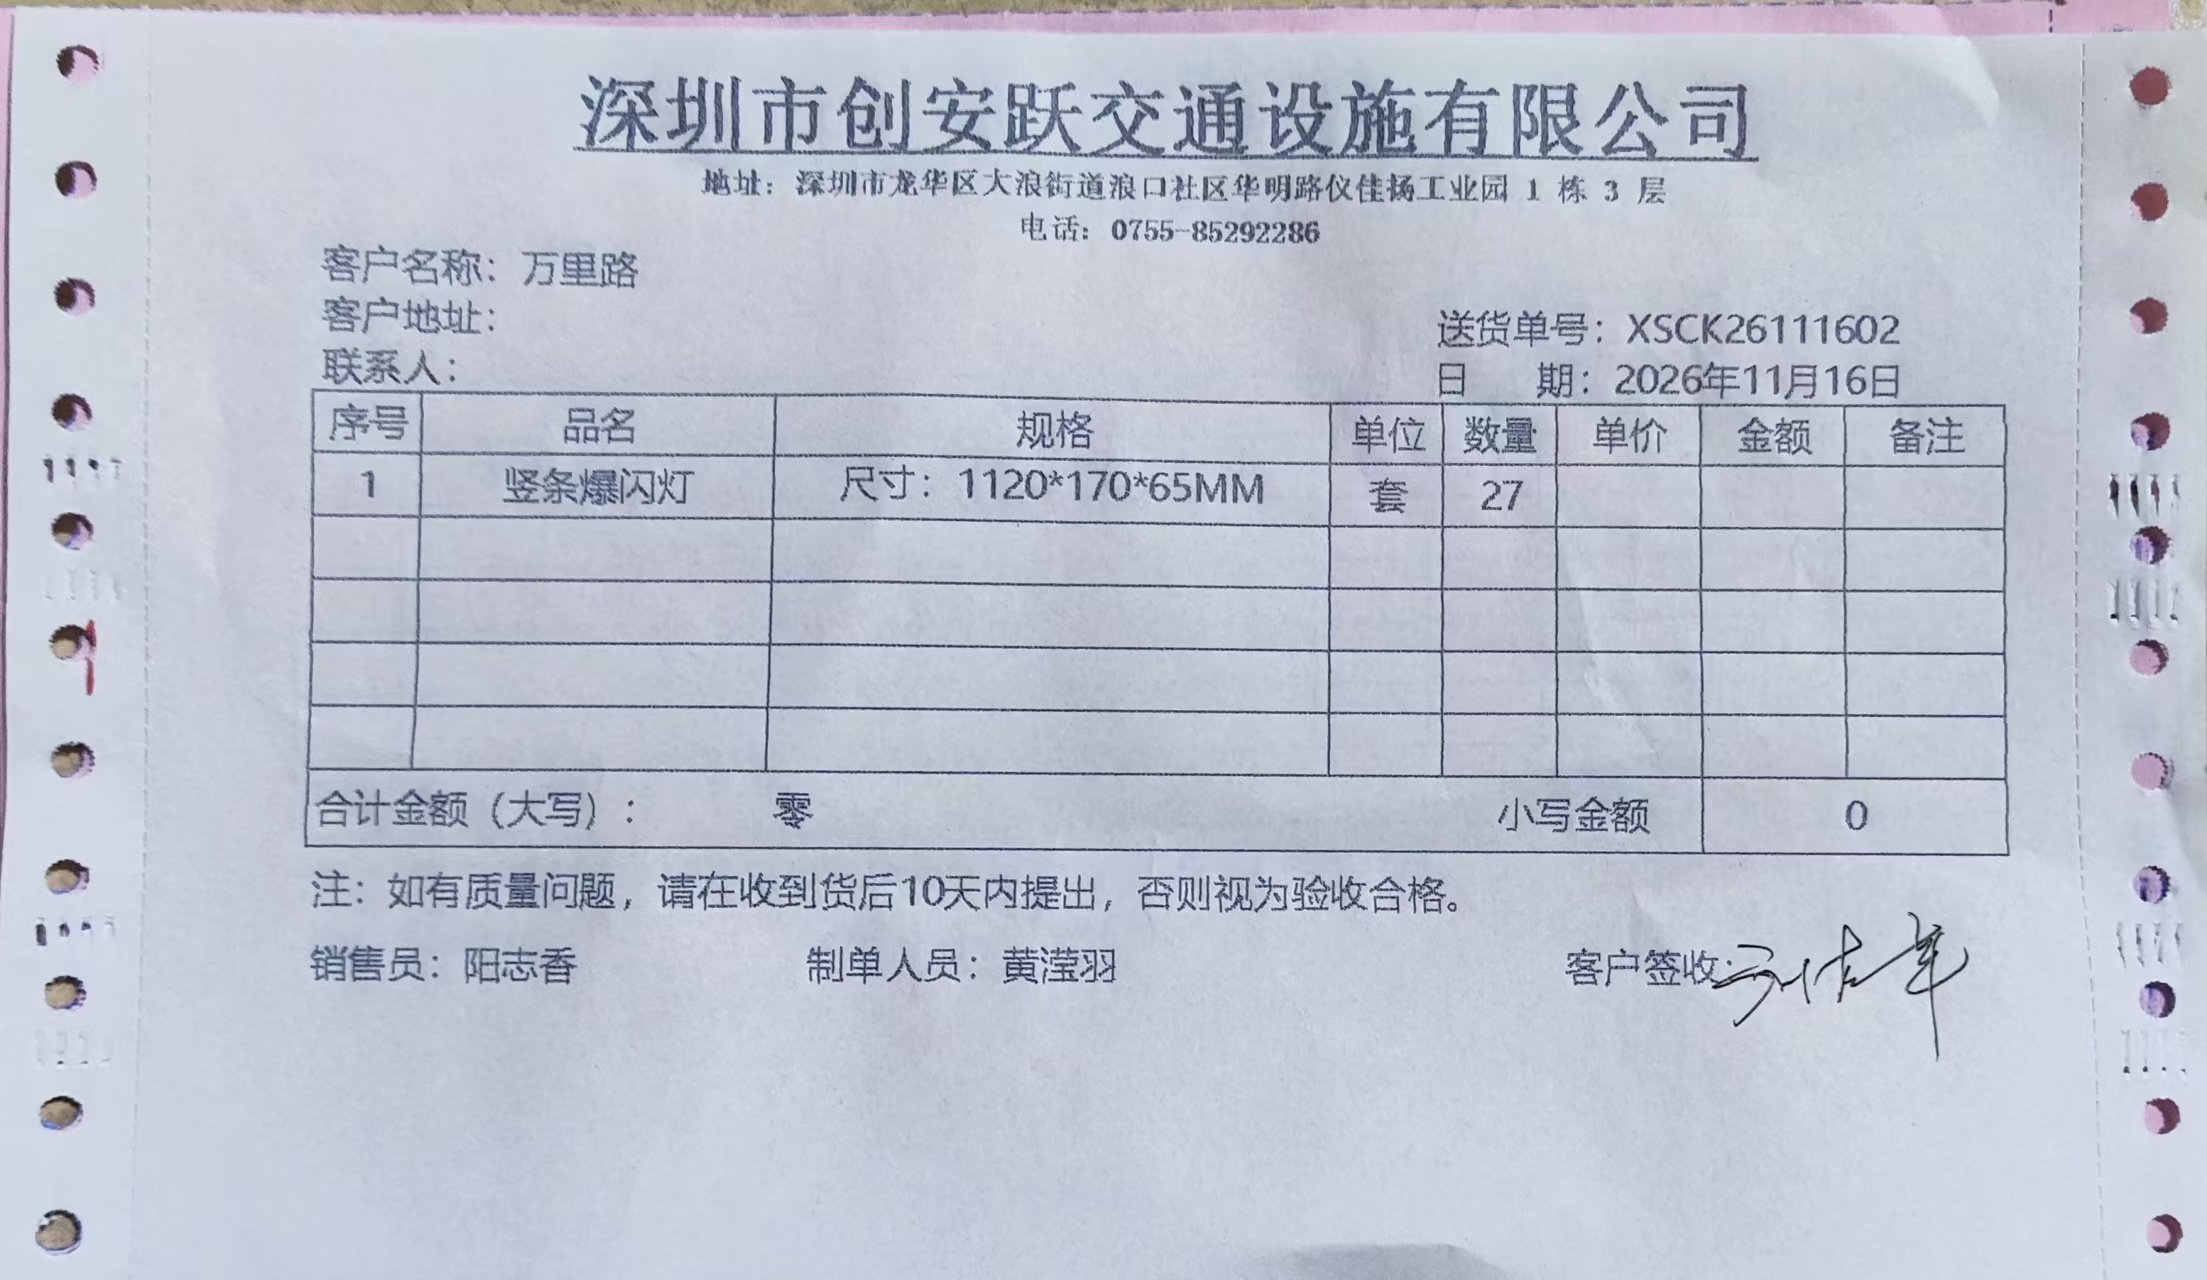 深圳市创安跃交通设施有限公司
地址：深圳市龙华区大浪街道浪口社区华明路仪佳扬工业园 1 栋 3 层
电话：0755-85292286
客户名称：万里路
客户地址：
送货单号：XSCK26111602
联系人：
日 期：2026年11月16日
序号 品名 规格 单位 数量 单价 金额 备注
1 竖条爆闪灯 尺寸：1120*170*65MM 套 27
合计金额（大写）： 零 小写金额 0
注：如有质量问题，请在收到货后10天内提出，否则视为验收合格。
销售员：阳志香 制单人员：黄滢羽 客户签收：